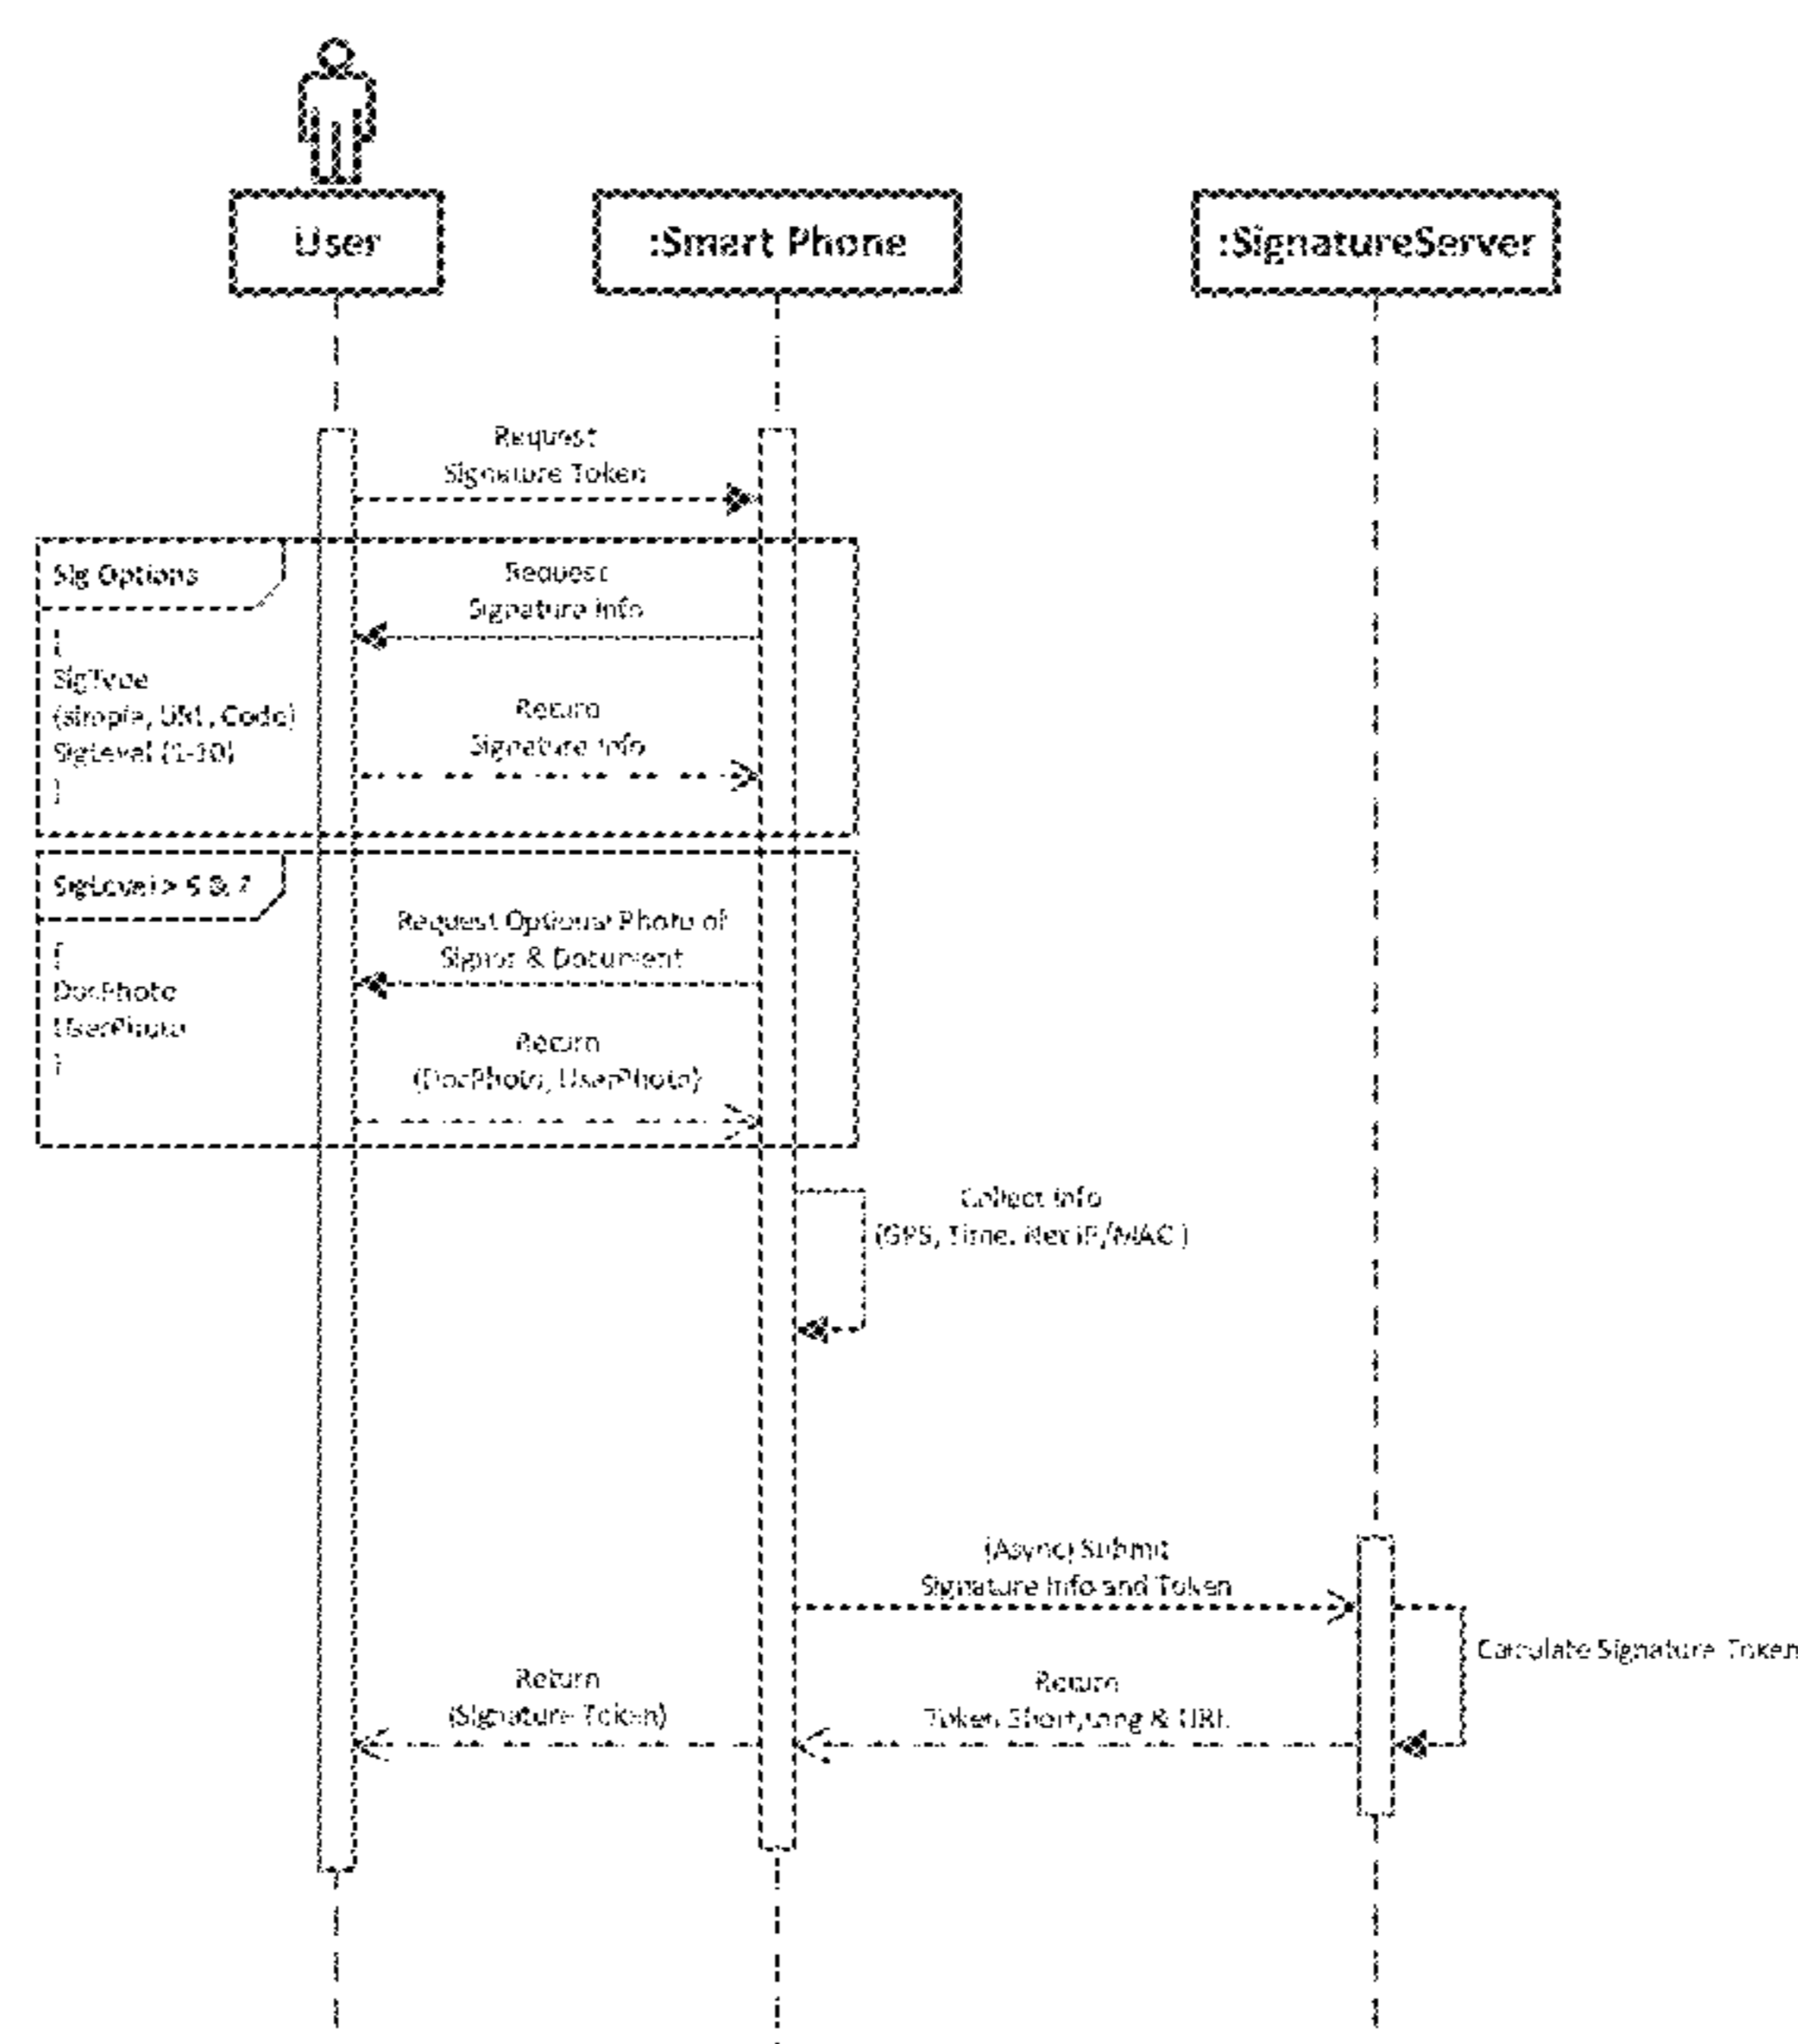 User
:Smart Phone
:SignatureServer
Request
Signature Token
Sig Options
Request
Signature Info
{
SigType
(simple, URL, Code)
SigLevel (1-10)
}
Return
Signature Info
SigLevel > 5 & 7
Request Optional Photo of
Signor & Document
{
DocPhoto
UserPhoto
}
Return
(DocPhoto, UserPhoto)
Collect Info
(GPS, Time, Net IP/MAC )
(Async) Submit
Signature Info and Token
Calculate Signature Token
Return
(Signature Token)
Return
Token Short,Long & URL